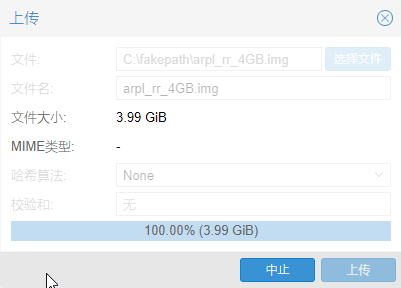 上传
文件: C:\fakepath\arpl_rr_4GB.img 选择文件
文件名: arpl_rr_4GB.img
文件大小: 3.99 GiB
MIME类型: -
哈希算法: None
校验和: 无
100.00% (3.99 GiB)
中止 上传